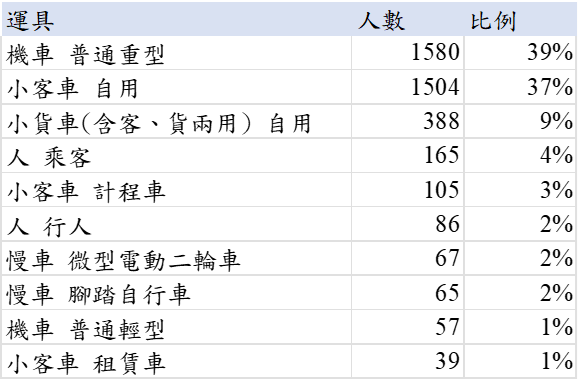 運具 人數 比例
機車 普通重型 1580 39%
小客車 自用 1504 37%
小貨車(含客、貨兩用) 自用 388 9%
人 乘客 165 4%
小客車 計程車 105 3%
人 行人 86 2%
慢車 微型電動二輪車 67 2%
慢車 腳踏自行車 65 2%
機車 普通輕型 57 1%
小客車 租賃車 39 1%